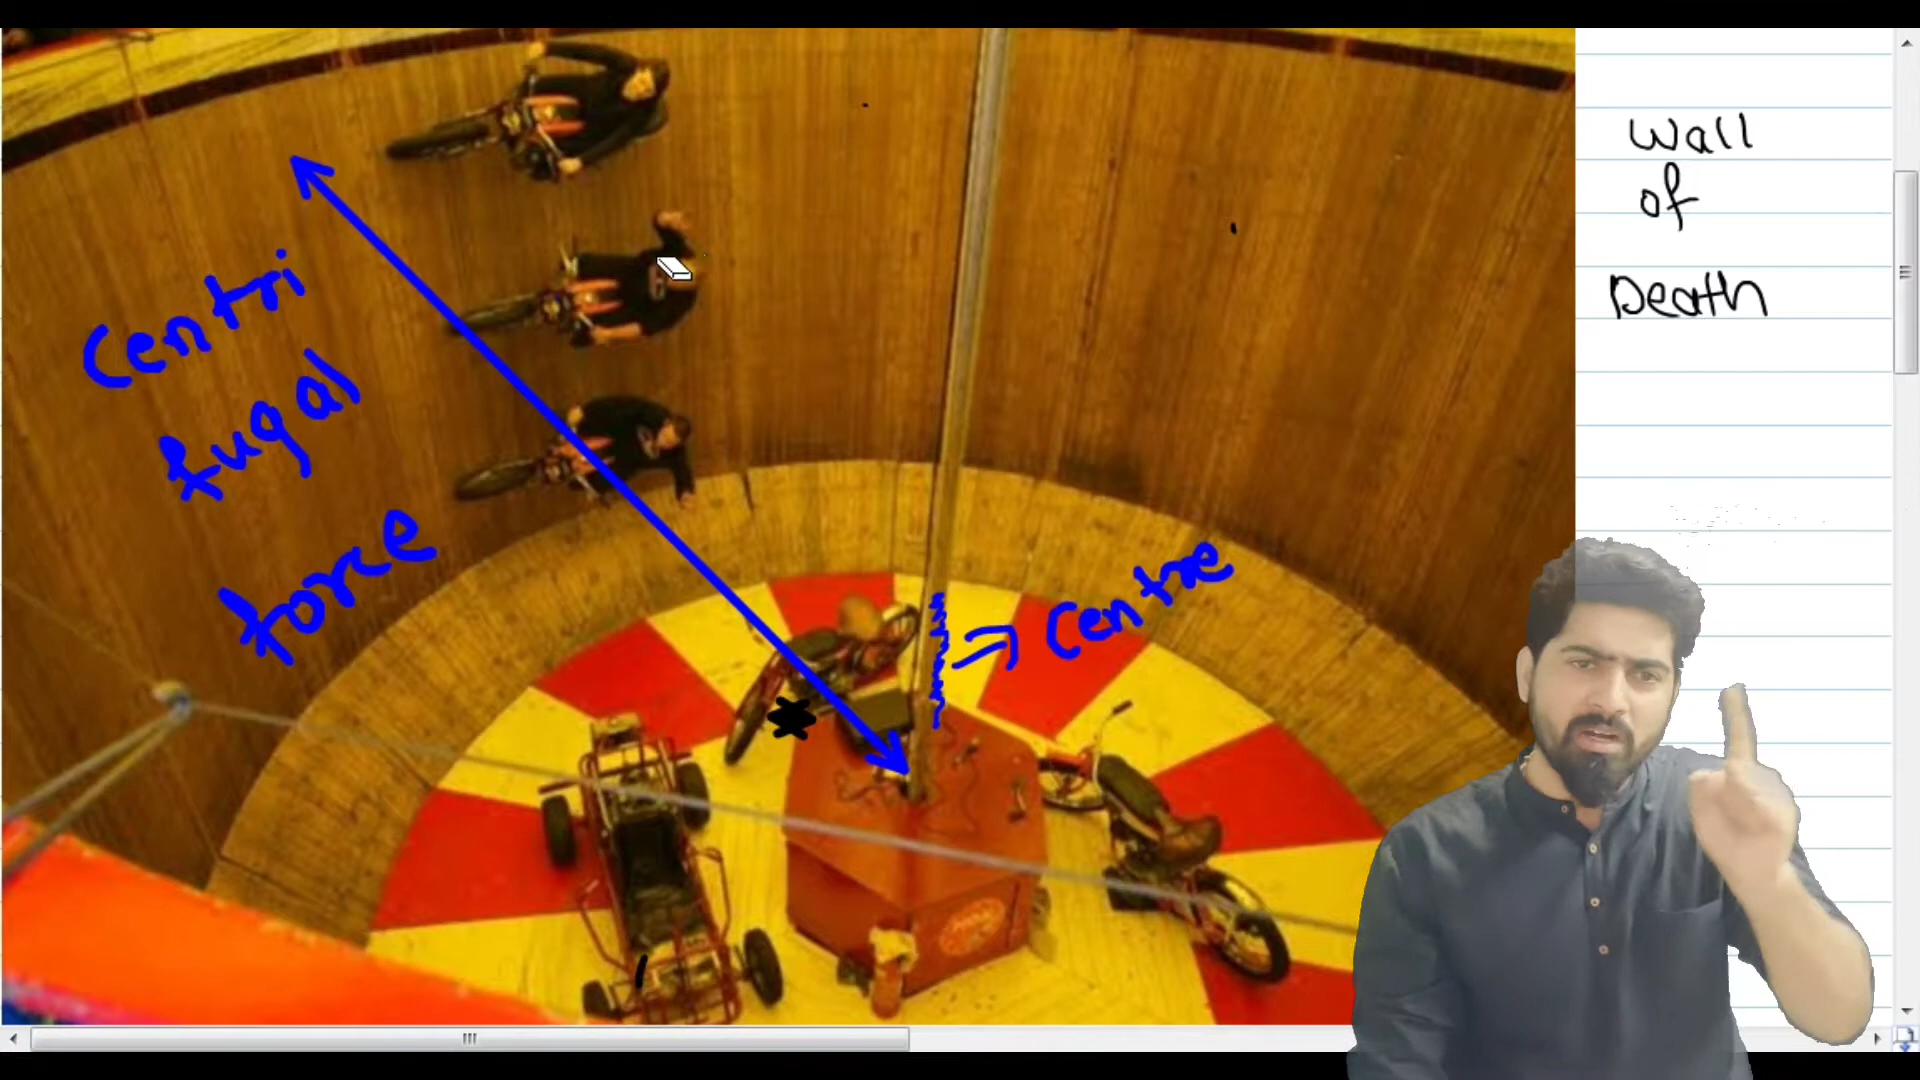 Wall
of
Death
Centri
fugal
force
Centre